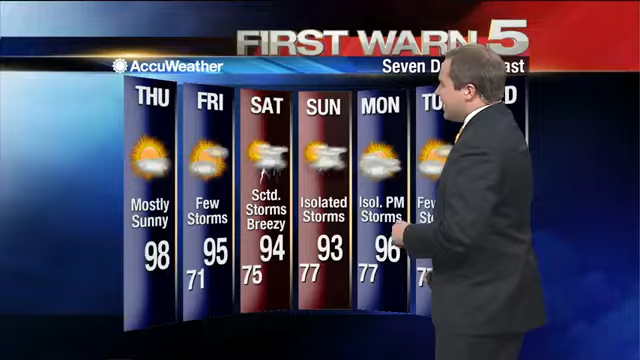 FIRST WARN 5
AccuWeather
Seven
THU FRI SAT SUN MON
Mostly Sunny
Few Storms
Sctd. Storms Breezy
Isolated Storms
Isol. PM Storms
Few
98 95 94 93 96
71 75 77 77